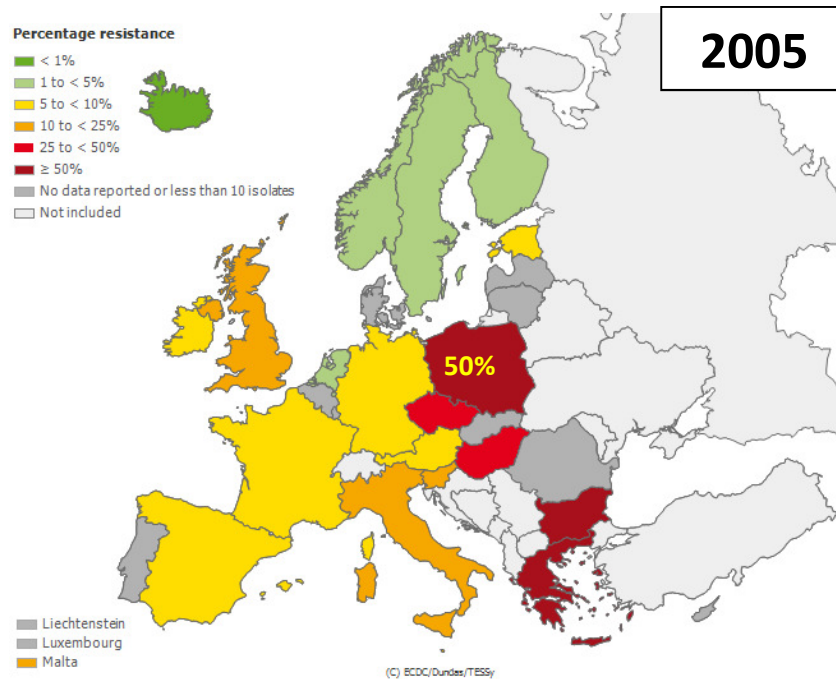 2005
Percentage resistance
< 1%
1 to < 5%
5 to < 10%
10 to < 25%
25 to < 50%
≥ 50%
No data reported or less than 10 isolates
Not included
50%
Liechtenstein
Luxembourg
Malta
(C) ECDC/Dundas/TESSy